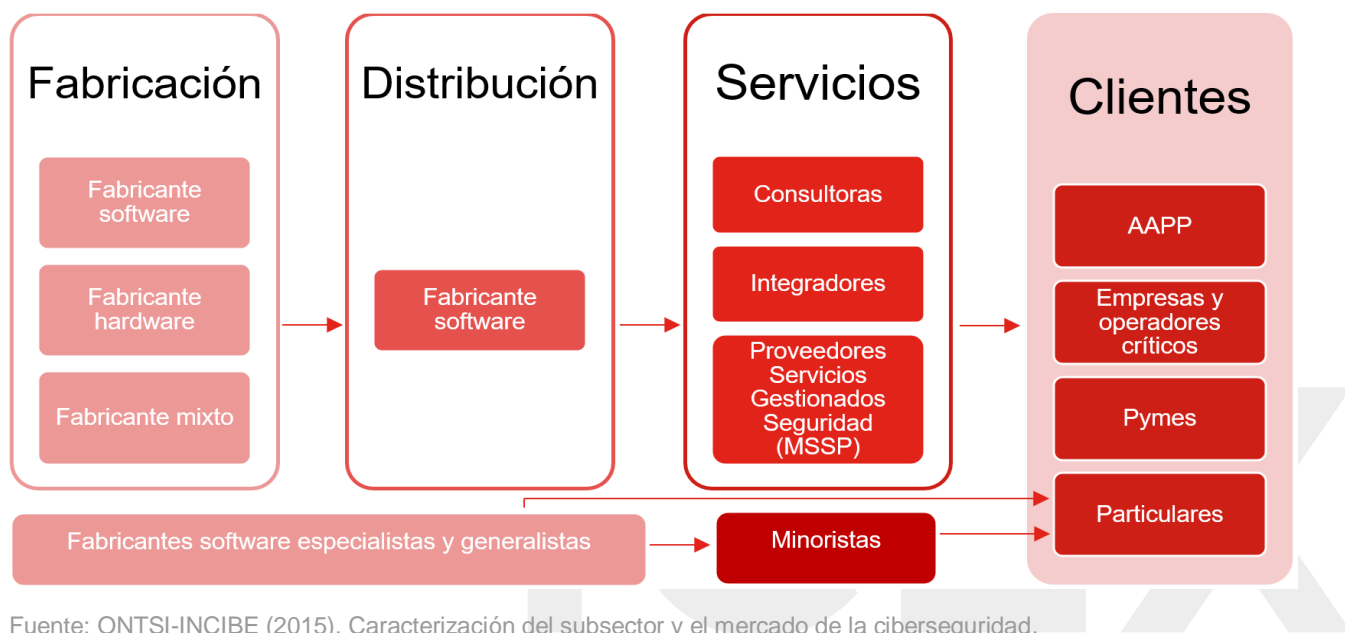 Fabricación
Fabricante
software
Fabricante
hardware
Fabricante mixto
Distribución
Fabricante
software
Servicios
Consultoras
Integradores
Proveedores
Servicios
Gestionados
Seguridad
(MSSP)
Clientes
AAPP
Empresas y
operadores
críticos
Pymes
Particulares
Fabricantes software especialistas y generalistas
Minoristas
Fuente: ONTSI-INCIBE (2015). Caracterización del subsector y el mercado de la ciberseguridad.